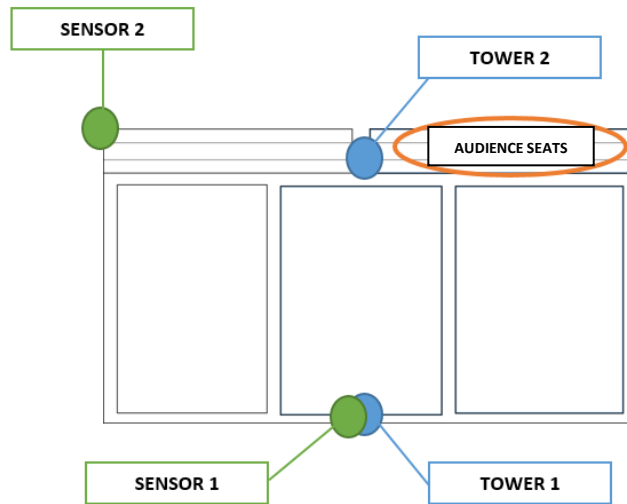 SENSOR 2
TOWER 2
AUDIENCE SEATS
SENSOR 1
TOWER 1